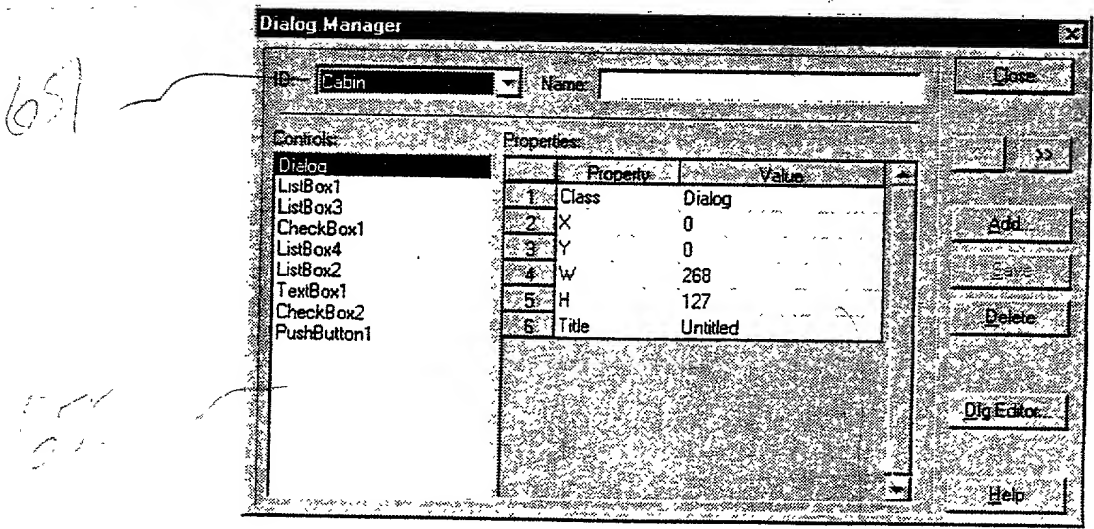 Dialog Manager
651
ID: Cabin Name:
Close
Controls: Properties:
>>
Property Value
Dialog
ListBox1
ListBox3
CheckBox1
ListBox4
ListBox2
TextBox1
CheckBox2
PushButton1
1 Class Dialog
2 X 0
3 Y 0
4 W 268
5 H 127
6 Title Untitled
Add...
Save
Delete
Dlg Editor...
Help